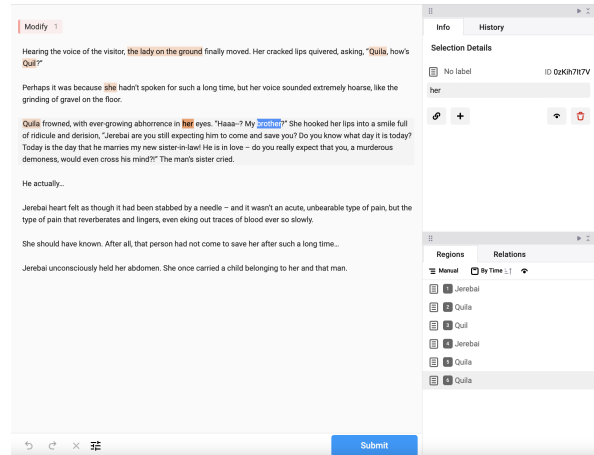 Modify 1
Hearing the voice of the visitor, the lady on the ground finally moved. Her cracked lips quivered, asking, "Quila, how's
Quil?"
Perhaps it was because she hadn't spoken for such a long time, but her voice sounded extremely hoarse, like the
grinding of gravel on the floor.
Quila frowned, with ever-growing abhorrence in her eyes. "Haaa–? My brother?" She hooked her lips into a smile full
of ridicule and derision, "Jerebai are you still expecting him to come and save you? Do you know what day it is today?
Today is the day that he marries my new sister-in-law! He is in love – do you really expect that you, a murderous
demoness, would even cross his mind?!" The man's sister cried.
He actually…
Jerebai heart felt as though it had been stabbed by a needle – and it wasn't an acute, unbearable type of pain, but the
type of pain that reverberates and lingers, even eking out traces of blood ever so slowly.
She should have known. After all, that person had not come to save her after such a long time…
Jerebai unconsciously held her abdomen. She once carried a child belonging to her and that man.
Submit
Info History
Selection Details
No label ID 0zKih7It7V
her
Regions Relations
Manual By Time
1 Jerebai
2 Quila
3 Quil
4 Jerebai
5 Quila
6 Quila